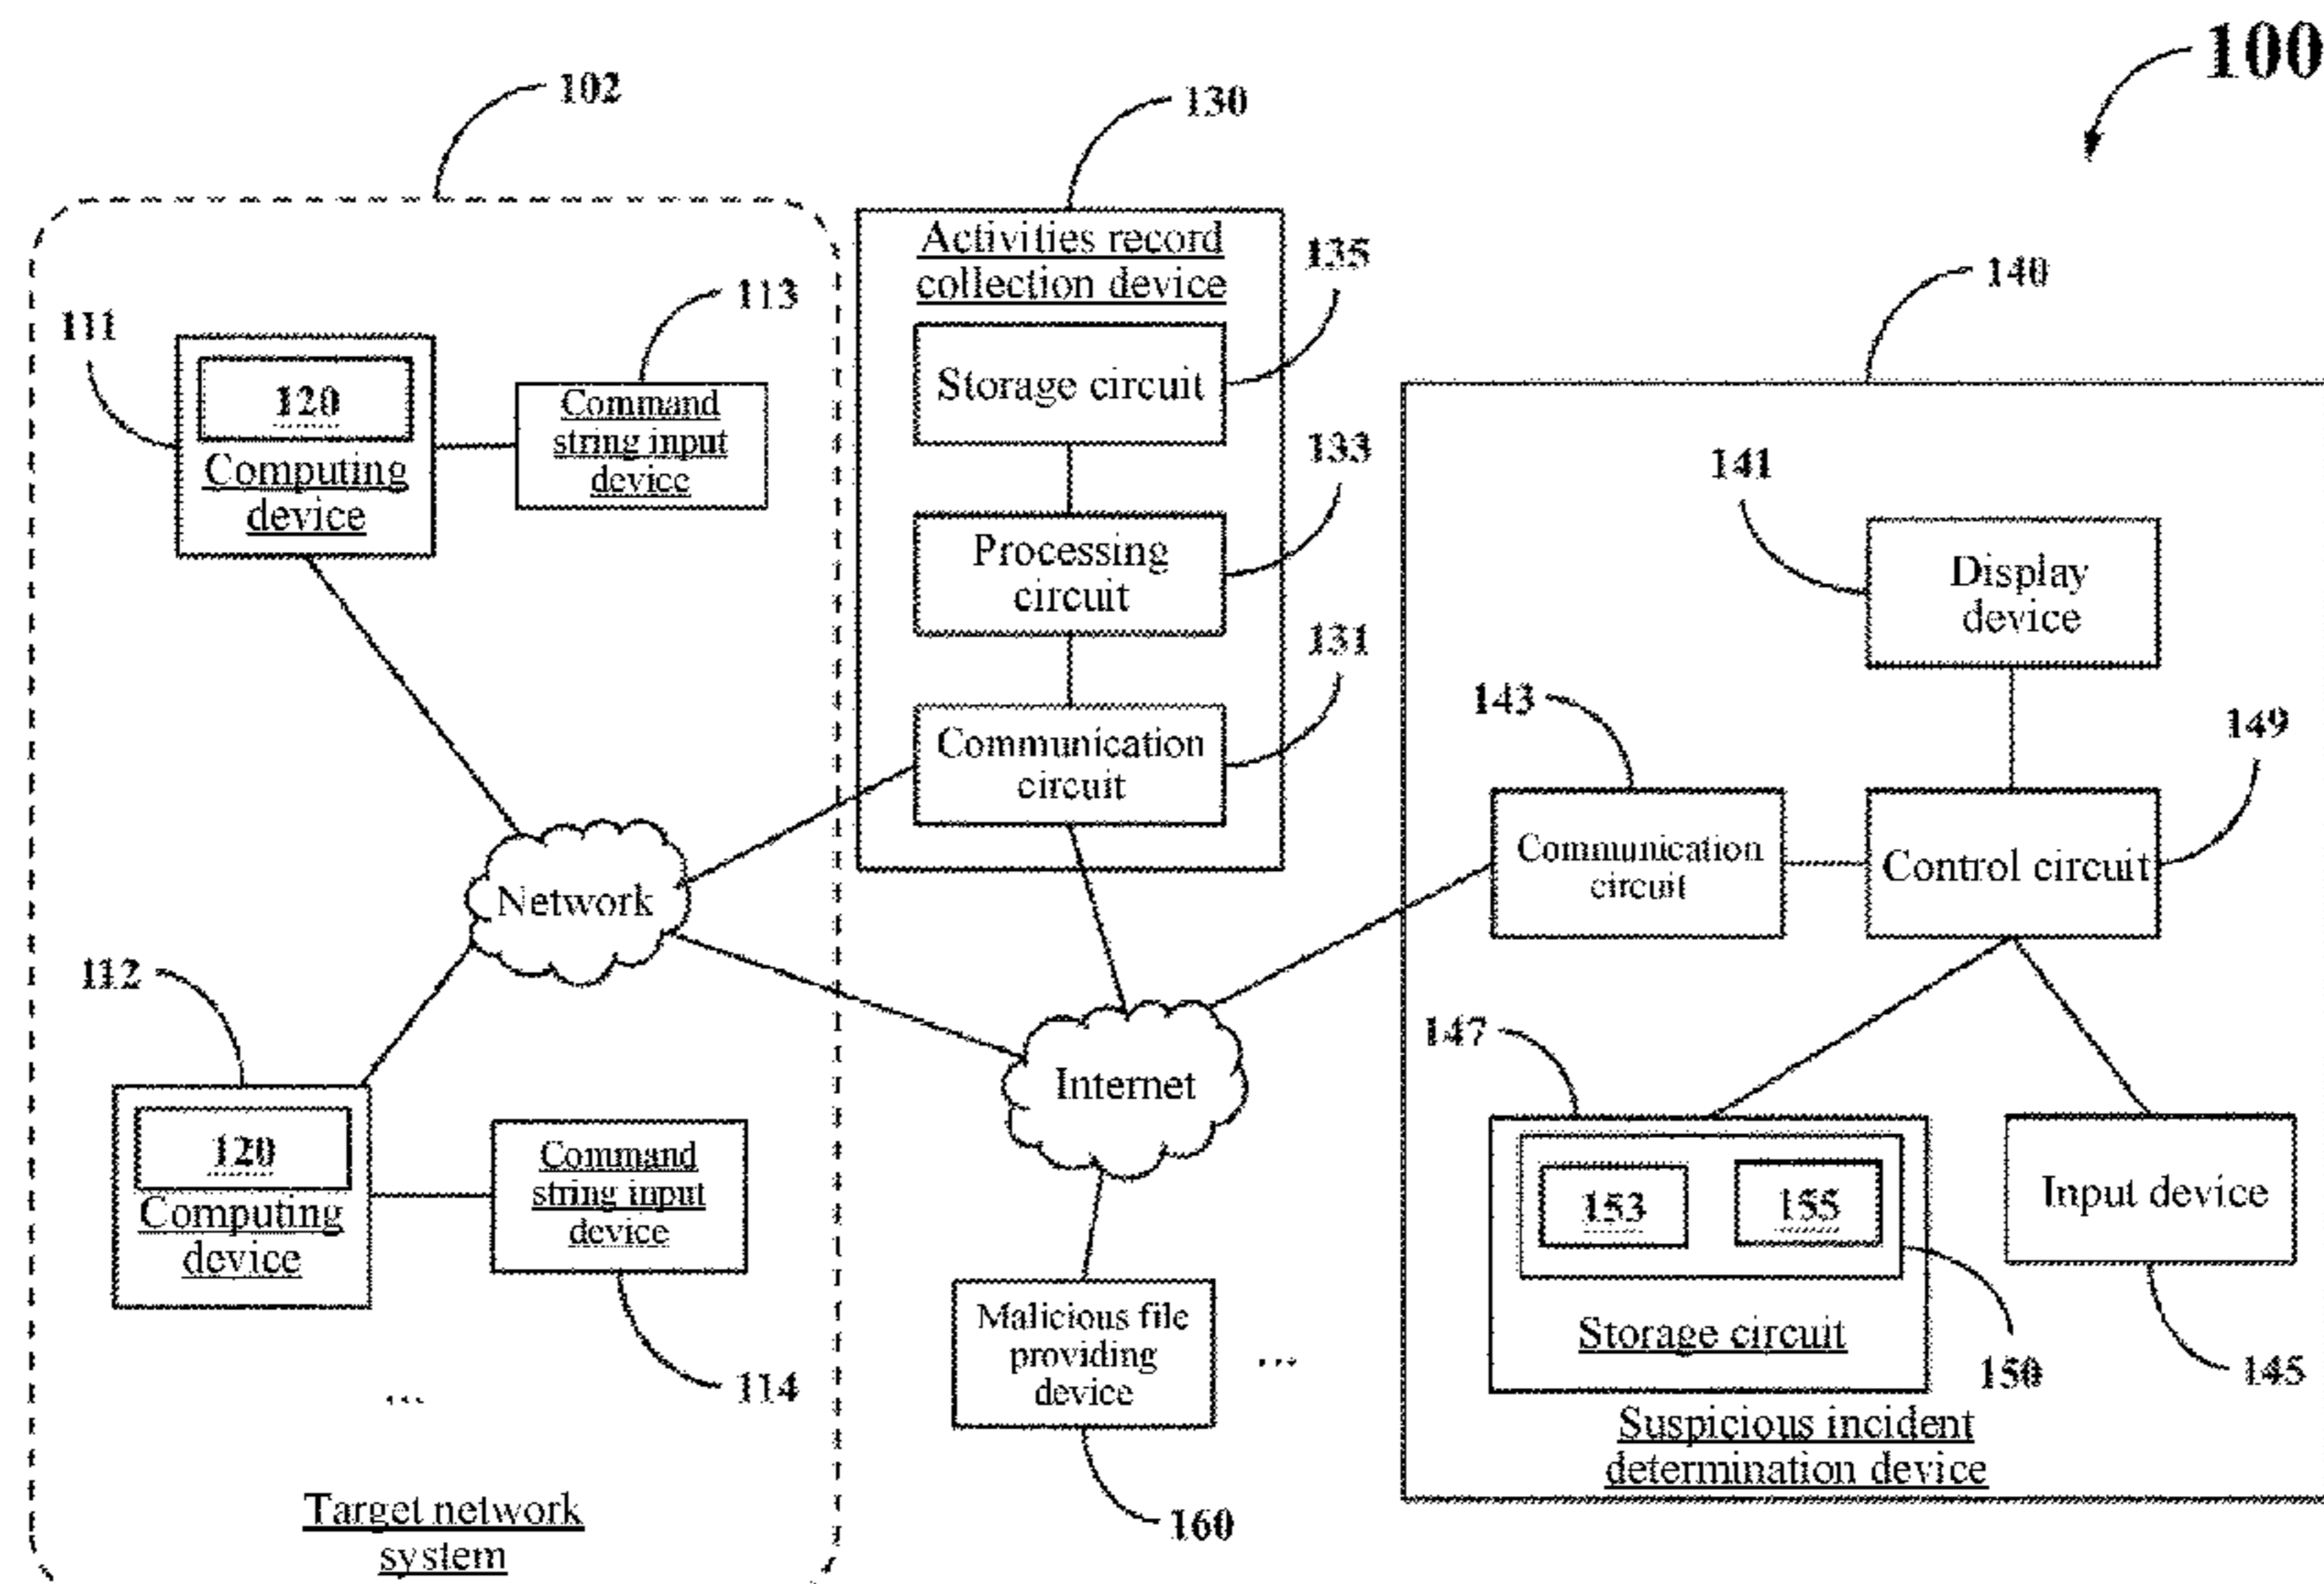 100
102
130
Activities record
collection device
135
140
113
111
120
Computing
device
Command
string input
device
Storage circuit
133
Processing
circuit
131
141
Display
device
Communication
circuit
143
149
Communication
circuit
Control circuit
Network
112
120
Computing
device
Command
string input
device
114
...
Target network
system
Internet
Malicious file
providing
device
...
160
147
153
155
Storage circuit
150
Input device
145
Suspicious incident
determination device